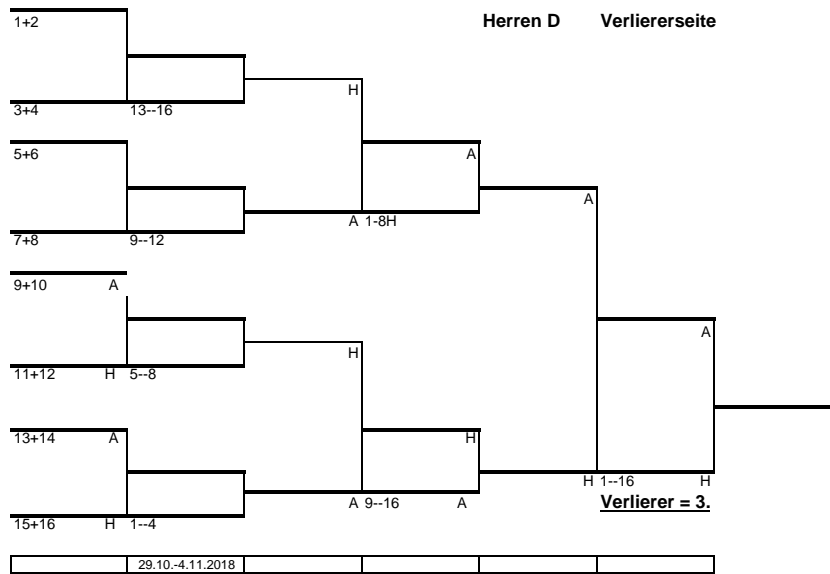 Herren D Verliererseite
1+2
3+4 13--16
H
5+6
A
7+8 9--12
A 1-8H
A
9+10 A
11+12 H 5--8
H
A
13+14 A
H
15+16 H 1--4
A 9--16 A
H 1--16 H
Verlierer = 3.
29.10.-4.11.2018